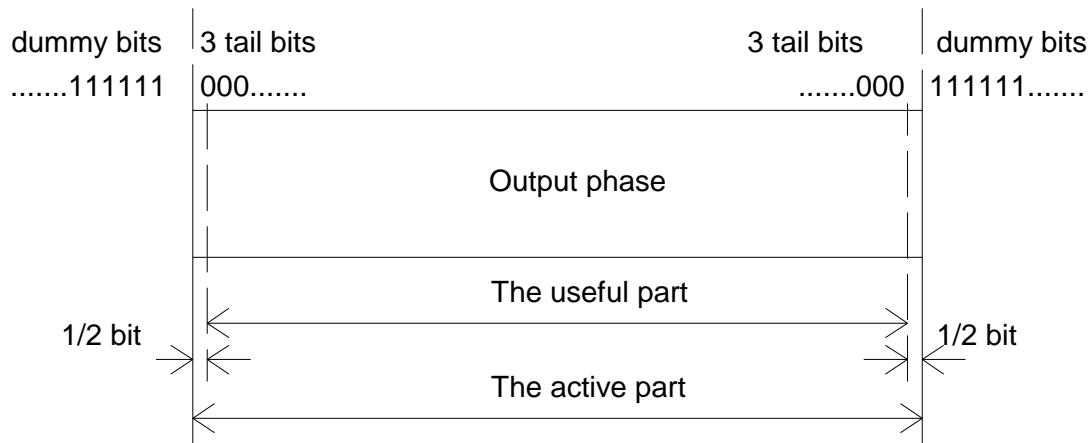 dummy bits 3 tail bits 3 tail bits dummy bits
.......111111 000....... .......000 111111.......
Output phase
The useful part
1/2 bit 1/2 bit
The active part